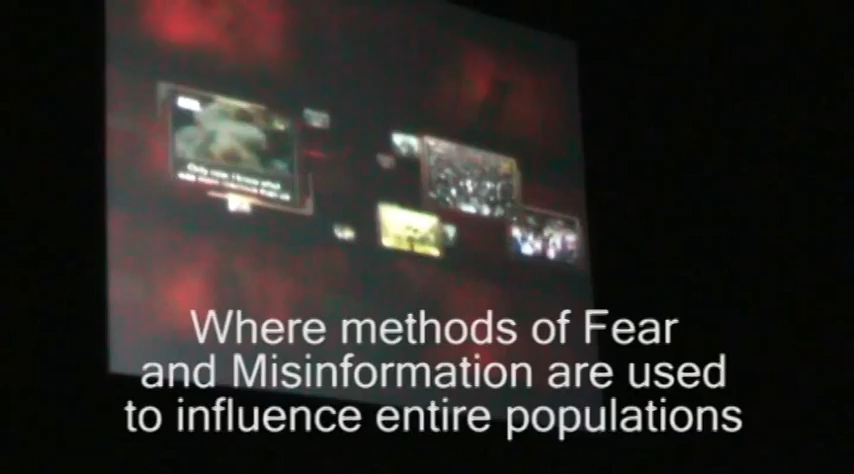 Where methods of Fear
and Misinformation are used
to influence entire populations